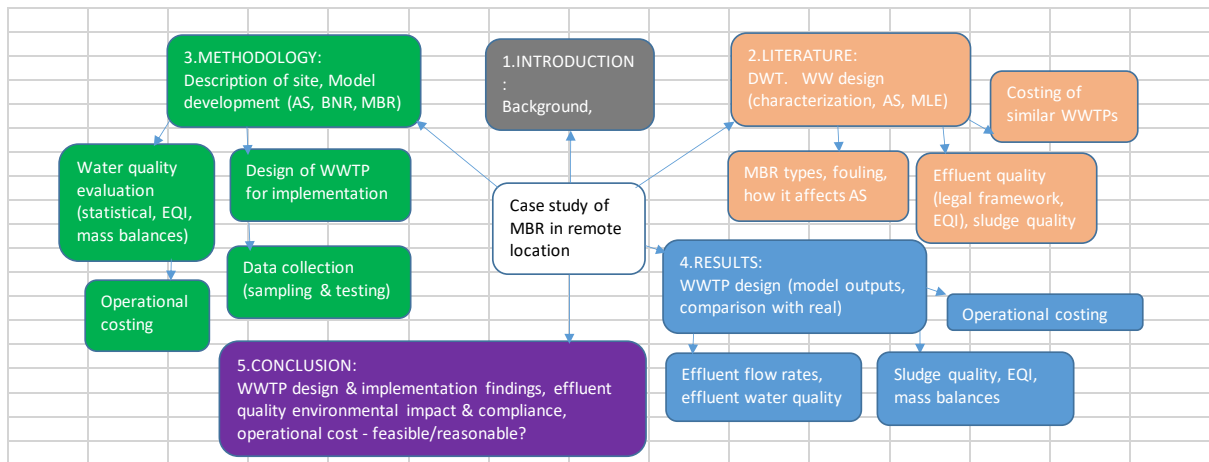 3.METHODOLOGY:
Description of site, Model
development (AS, BNR, MBR)
1.INTRODUCTION
:
Background,
2.LITERATURE:
DWT.   WW design
(characterization, AS, MLE)
Costing of
similar WWTPs
Water quality
evaluation
(statistical, EQI,
mass balances)
Design of WWTP
for implementation
MBR types, fouling,
how it affects AS
Effluent quality
(legal framework,
EQI), sludge quality
Case study of
MBR in remote
location
Data collection
(sampling & testing)
Operational
costing
4.RESULTS:
WWTP design (model outputs,
comparison with real)
Operational costing
Effluent flow rates,
effluent water quality
Sludge quality, EQI,
mass balances
5.CONCLUSION:
WWTP design & implementation findings, effluent
quality environmental impact & compliance,
operational cost - feasible/reasonable?